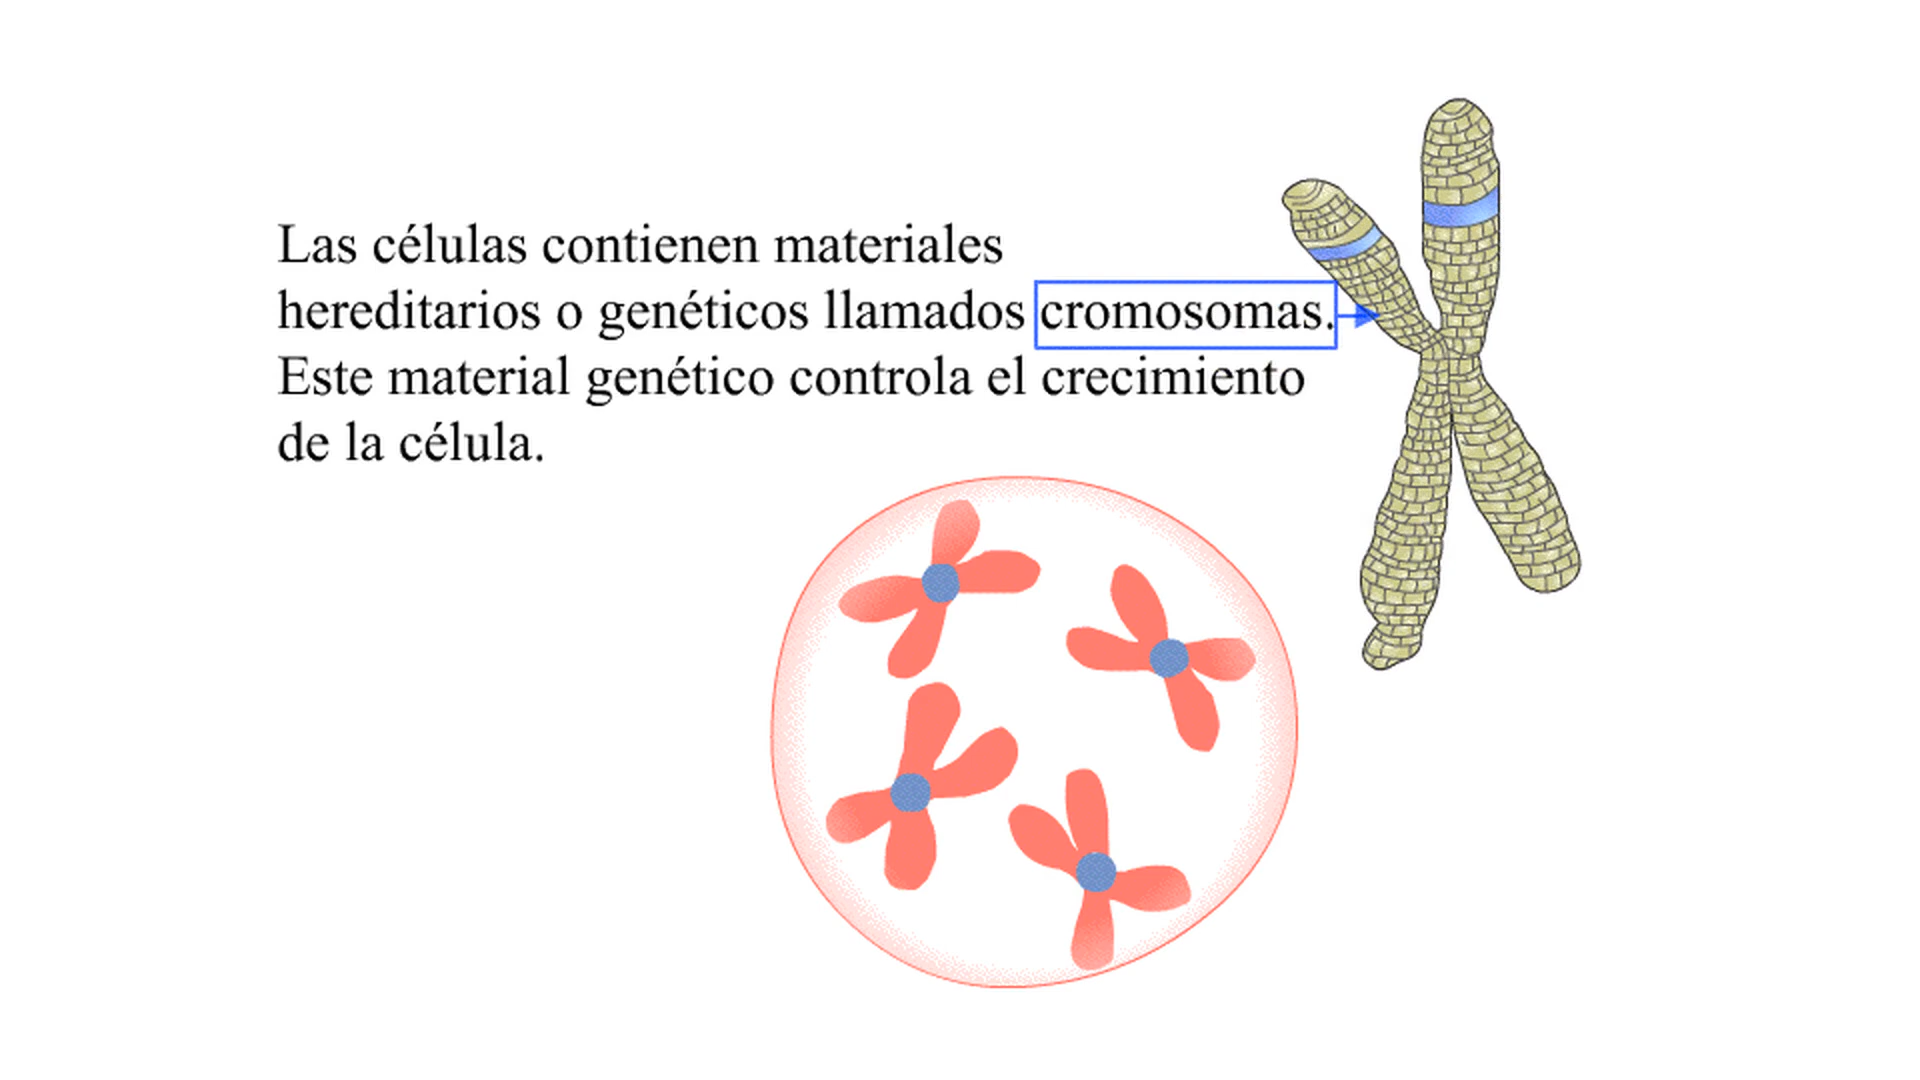 Las células contienen materiales
hereditarios o genéticos llamados cromosomas.
Este material genético controla el crecimiento
de la célula.